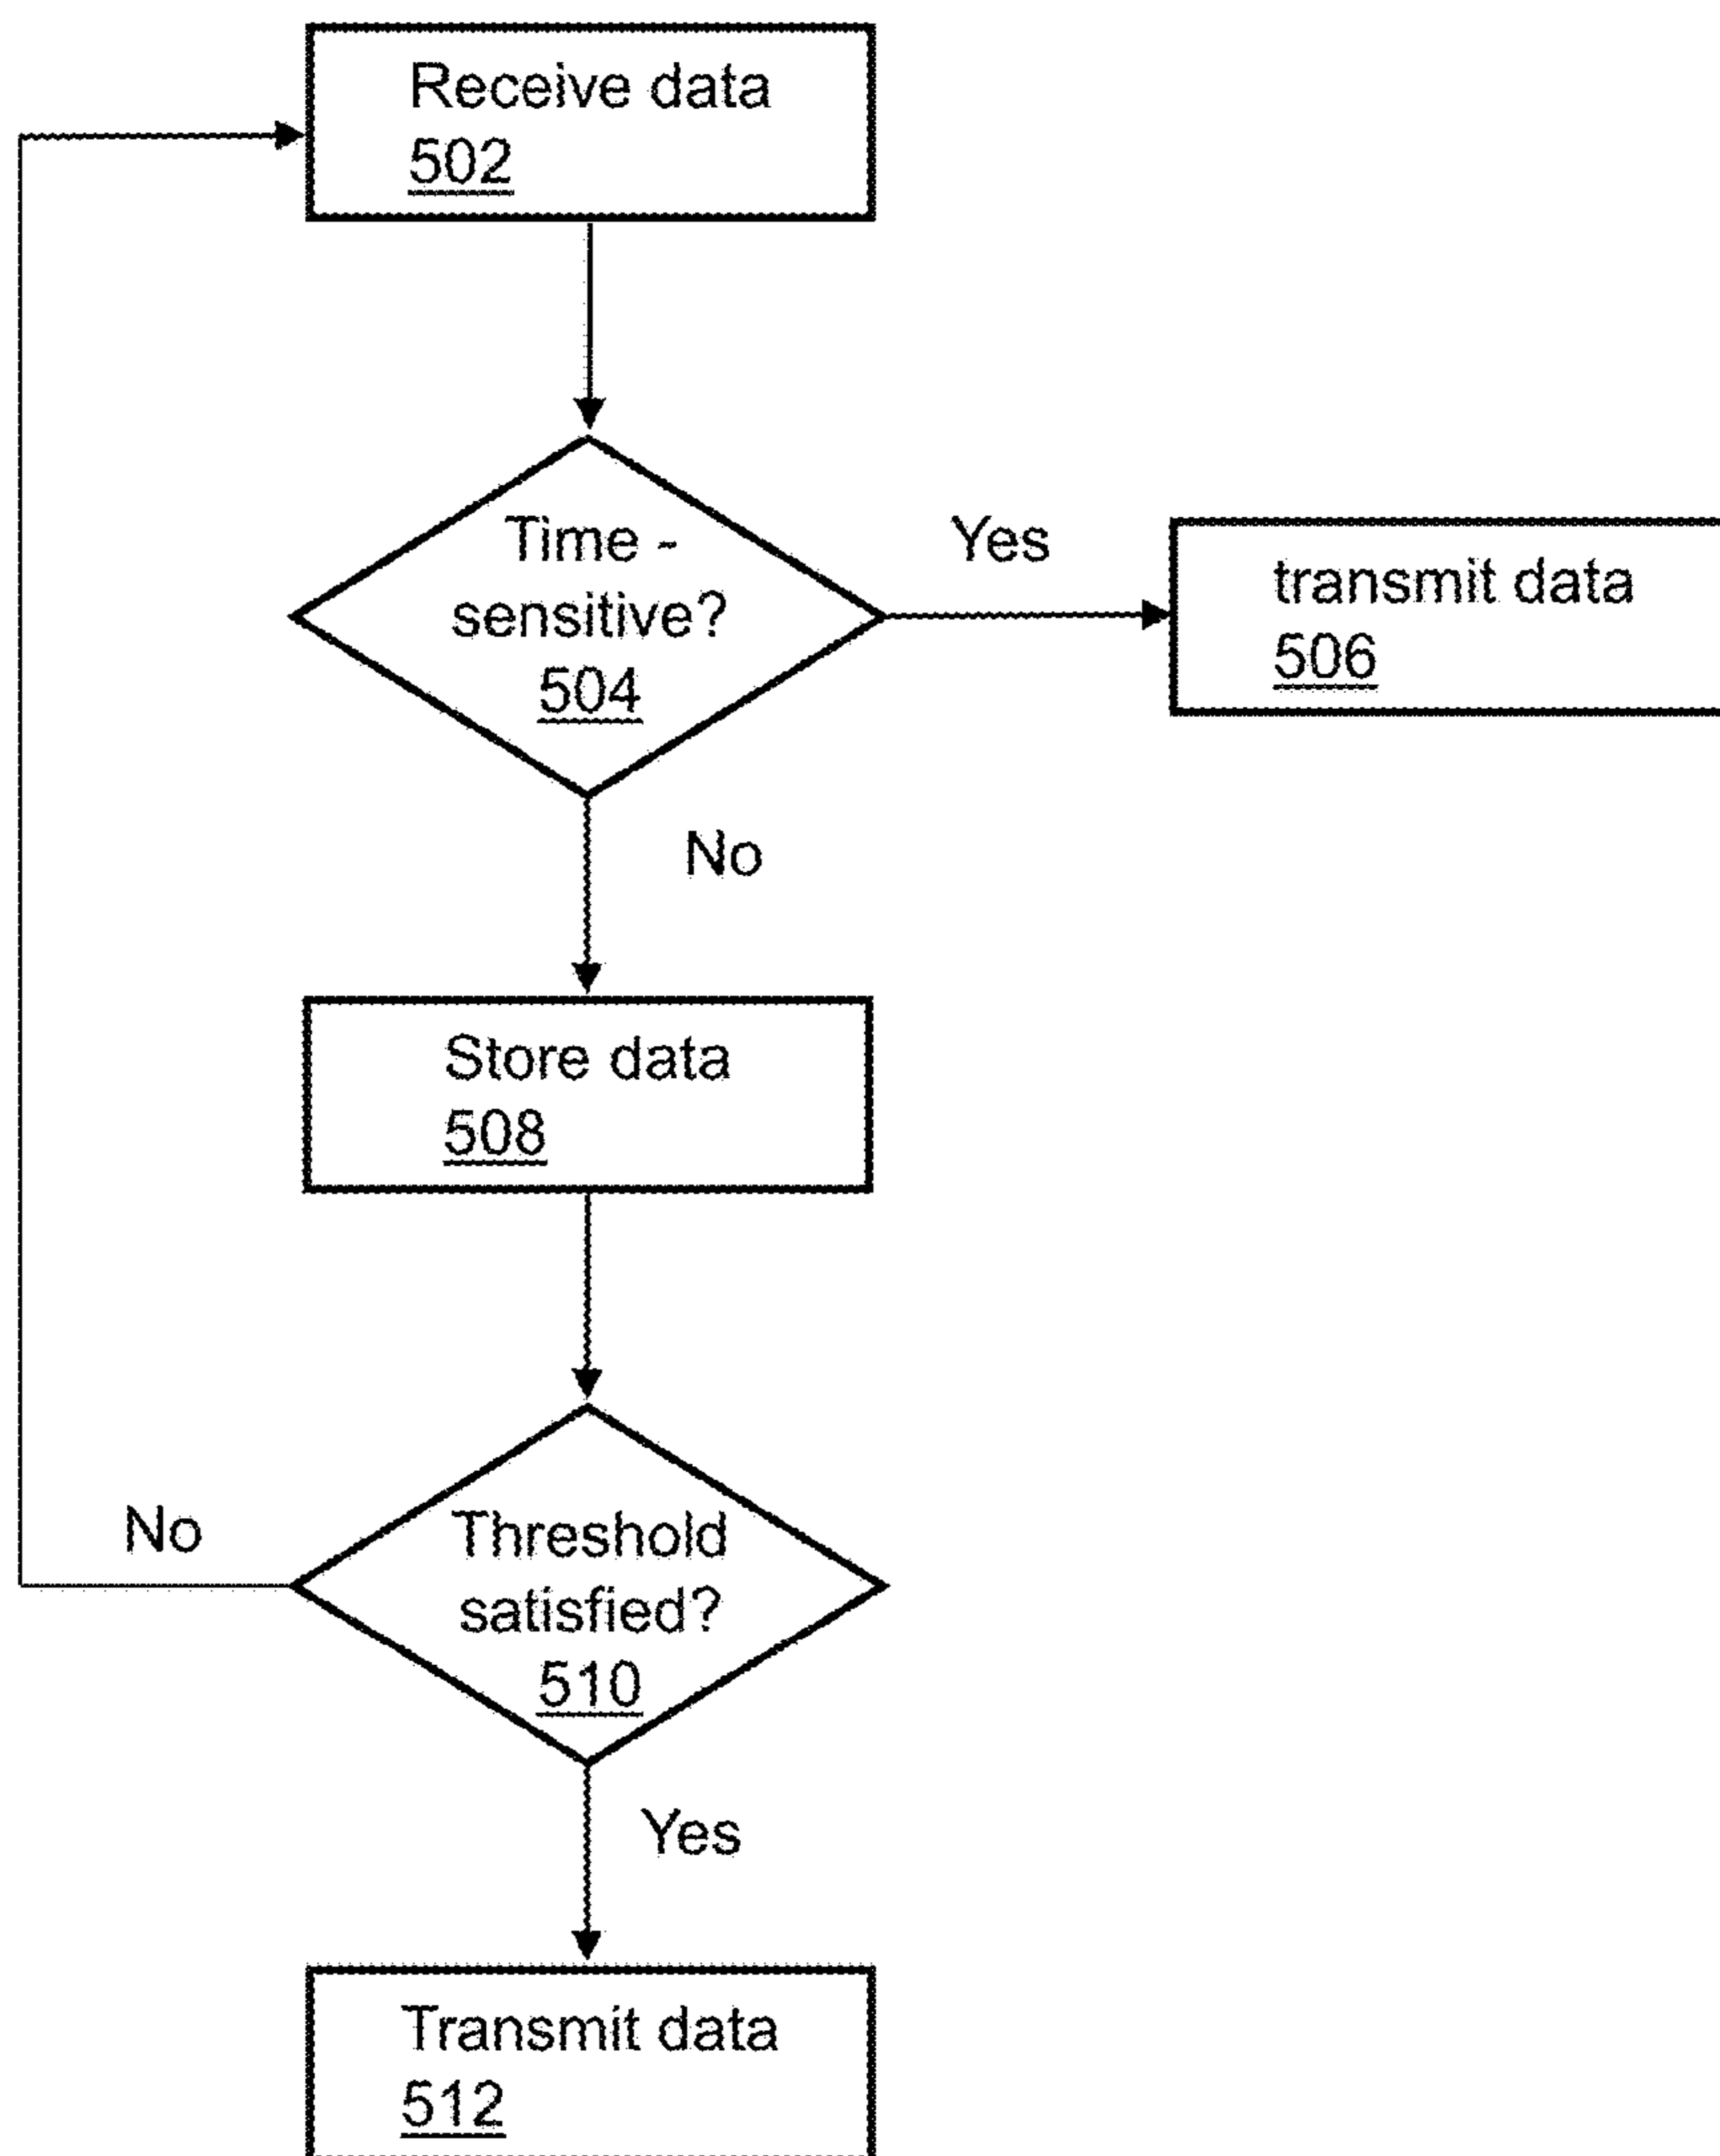 Receive data
502
Time -
sensitive?
504
Yes
transmit data
506
No
Store data
508
No
Threshold
satisfied?
510
Yes
Transmit data
512